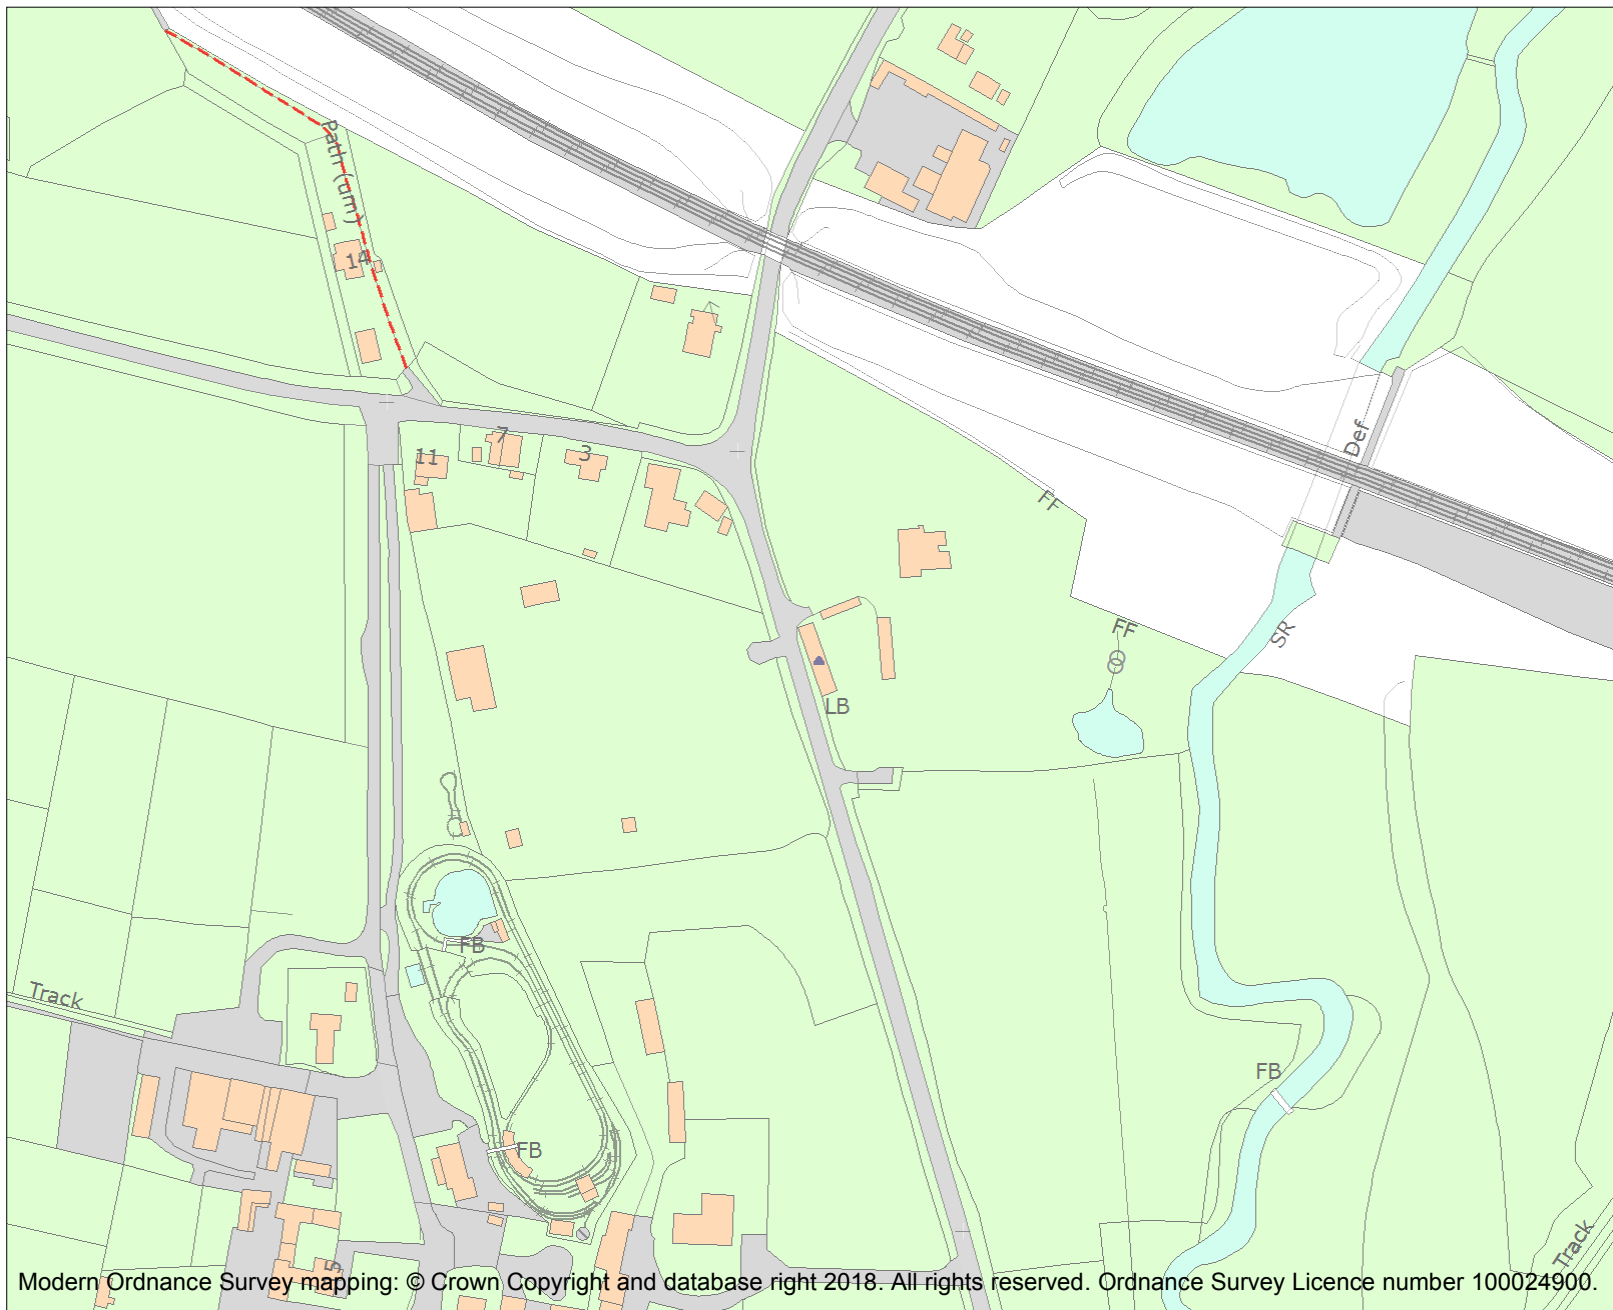 Path (um)
14
7
11
3
Def
FF
FF
SR
LB
FB
Track
FB
FB
Track
5
Modern Ordnance Survey mapping: © Crown Copyright and database right 2018. All rights reserved. Ordnance Survey Licence number 100024900.